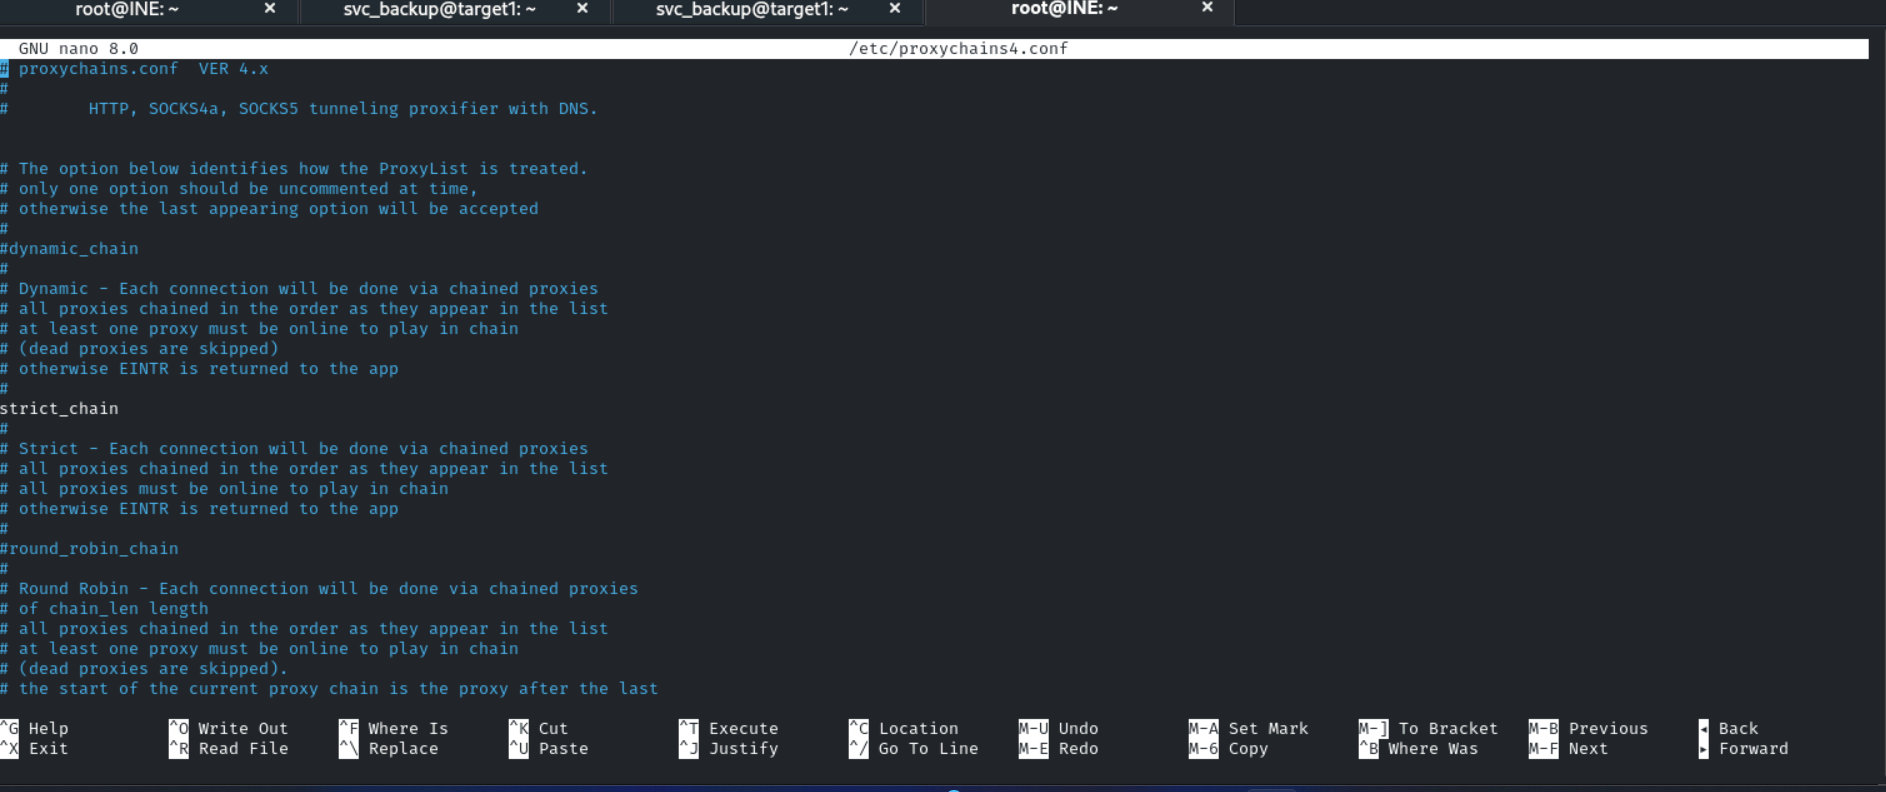 root@INE: ~ × svc_backup@target1: ~ × svc_backup@target1: ~ × root@INE: ~ ×
GNU nano 8.0 /etc/proxychains4.conf
# proxychains.conf  VER 4.x
#
#        HTTP, SOCKS4a, SOCKS5 tunneling proxifier with DNS.
# The option below identifies how the ProxyList is treated.
# only one option should be uncommented at time,
# otherwise the last appearing option will be accepted
#
#dynamic_chain
#
# Dynamic - Each connection will be done via chained proxies
# all proxies chained in the order as they appear in the list
# at least one proxy must be online to play in chain
# (dead proxies are skipped)
# otherwise EINTR is returned to the app
#
strict_chain
#
# Strict - Each connection will be done via chained proxies
# all proxies chained in the order as they appear in the list
# all proxies must be online to play in chain
# otherwise EINTR is returned to the app
#
#round_robin_chain
#
# Round Robin - Each connection will be done via chained proxies
# of chain_len length
# all proxies chained in the order as they appear in the list
# at least one proxy must be online to play in chain
# (dead proxies are skipped).
# the start of the current proxy chain is the proxy after the last
^G Help ^O Write Out ^F Where Is ^K Cut ^T Execute ^C Location M-U Undo M-A Set Mark M-] To Bracket M-B Previous ◂ Back
^X Exit ^R Read File ^\ Replace ^U Paste ^J Justify ^/ Go To Line M-E Redo M-6 Copy ^B Where Was M-F Next ▸ Forward